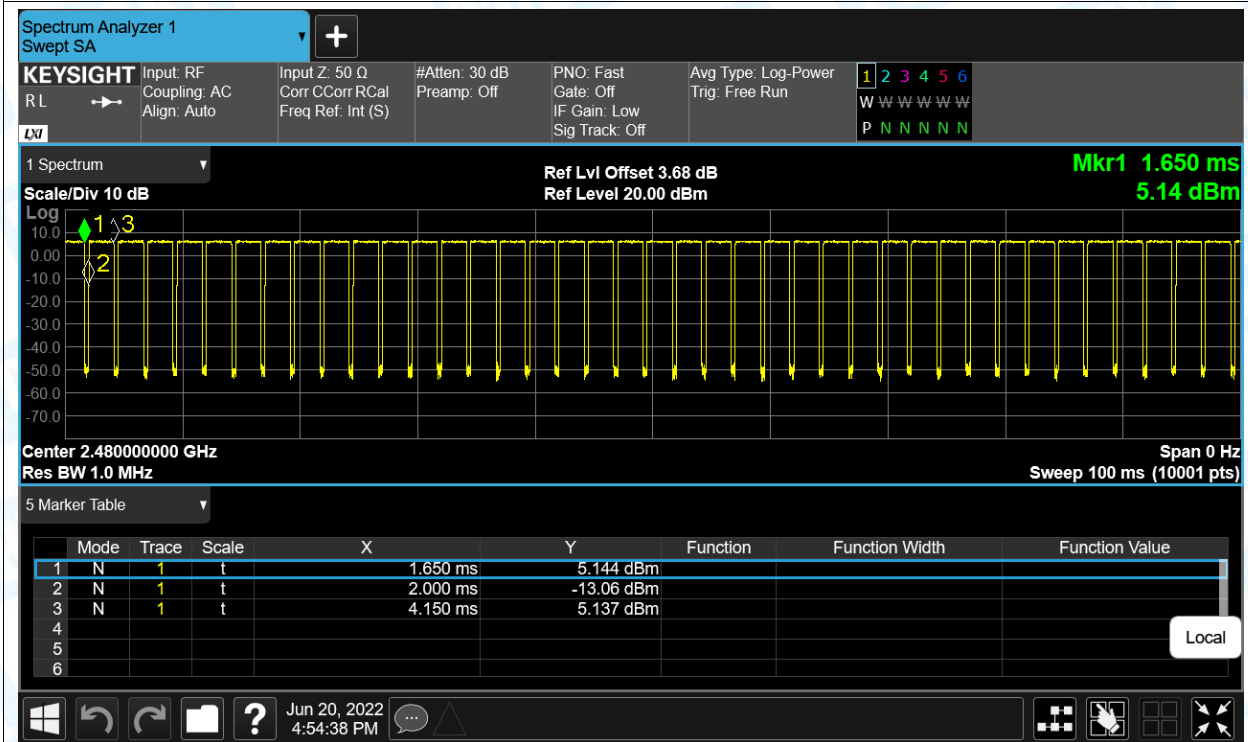 Spectrum Analyzer 1
Swept SA
KEYSIGHT
R L
LXI
Input: RF
Coupling: AC
Align: Auto
Input Z: 50 Ω
Corr CCorr RCal
Freq Ref: Int (S)
#Atten: 30 dB
Preamp: Off
PNO: Fast
Gate: Off
IF Gain: Low
Sig Track: Off
Avg Type: Log-Power
Trig: Free Run
1 2 3 4 5 6
W W W W W W
P N N N N N
1 Spectrum
Scale/Div 10 dB
Ref Lvl Offset 3.68 dB
Ref Level 20.00 dBm
Mkr1 1.650 ms
5.14 dBm
Log
10.0
0.00
-10.0
-20.0
-30.0
-40.0
-50.0
-60.0
-70.0
1
3
2
Center 2.480000000 GHz
Res BW 1.0 MHz
Span 0 Hz
Sweep 100 ms (10001 pts)
5 Marker Table
Mode Trace Scale X Y Function Function Width Function Value
1 N 1 t 1.650 ms 5.144 dBm
2 N 1 t 2.000 ms -13.06 dBm
3 N 1 t 4.150 ms 5.137 dBm
4
5
6
Local
?
Jun 20, 2022
4:54:38 PM